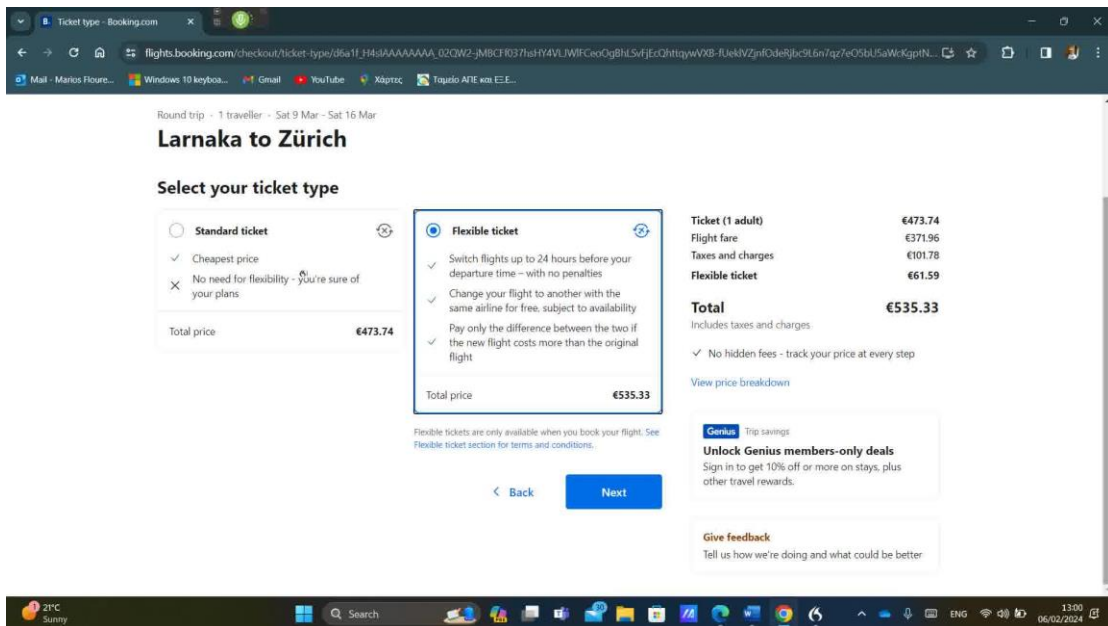 Ticket type - Booking.com
flights.booking.com/checkout/ticket-type/
Mail - Marios Floure...
Windows 10 keyboa...
Gmail
YouTube
Χάρτες
Ταμείο ΑΠΕ και ΕΞ.Ε...
Round trip · 1 traveller · Sat 9 Mar - Sat 16 Mar
Larnaka to Zürich
Select your ticket type
Standard ticket
Cheapest price
No need for flexibility - you're sure of
your plans
Total price €473.74
Flexible ticket
Switch flights up to 24 hours before your
departure time – with no penalties
Change your flight to another with the
same airline for free, subject to availability
Pay only the difference between the two if
the new flight costs more than the original
flight
Total price €535.33
Flexible tickets are only available when you book your flight. See
Flexible ticket section for terms and conditions.
Back
Next
Ticket (1 adult) €473.74
Flight fare €371.96
Taxes and charges €101.78
Flexible ticket €61.59
Total €535.33
Includes taxes and charges
No hidden fees - track your price at every step
View price breakdown
Genius Trip savings
Unlock Genius members-only deals
Sign in to get 10% off or more on stays, plus
other travel rewards.
Give feedback
Tell us how we're doing and what could be better
21°C
Sunny
Search
ENG
13:00
06/02/2024